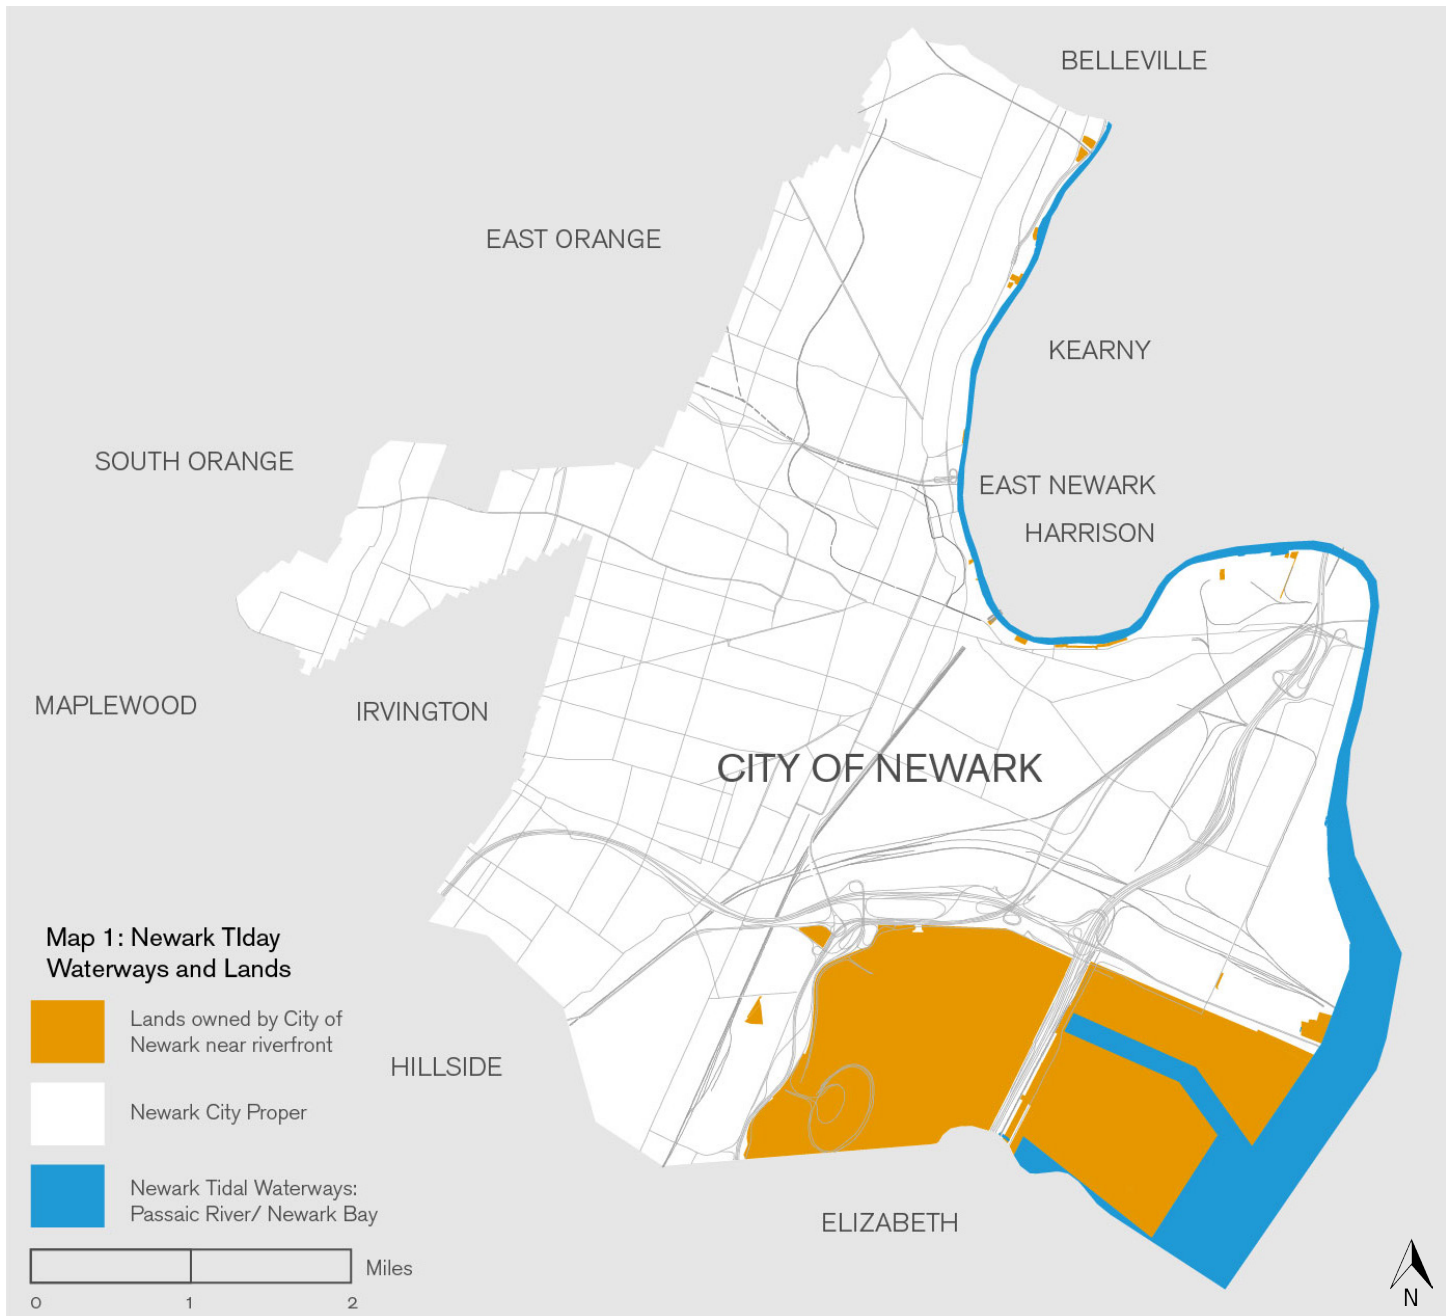 BELLEVILLE
EAST ORANGE
KEARNY
SOUTH ORANGE
EAST NEWARK
HARRISON
MAPLEWOOD
IRVINGTON
CITY OF NEWARK
Map 1: Newark TIday
Waterways and Lands
Lands owned by City of
Newark near riverfront
HILLSIDE
Newark City Proper
Newark Tidal Waterways:
Passaic River/ Newark Bay
ELIZABETH
Miles
0 1 2
N